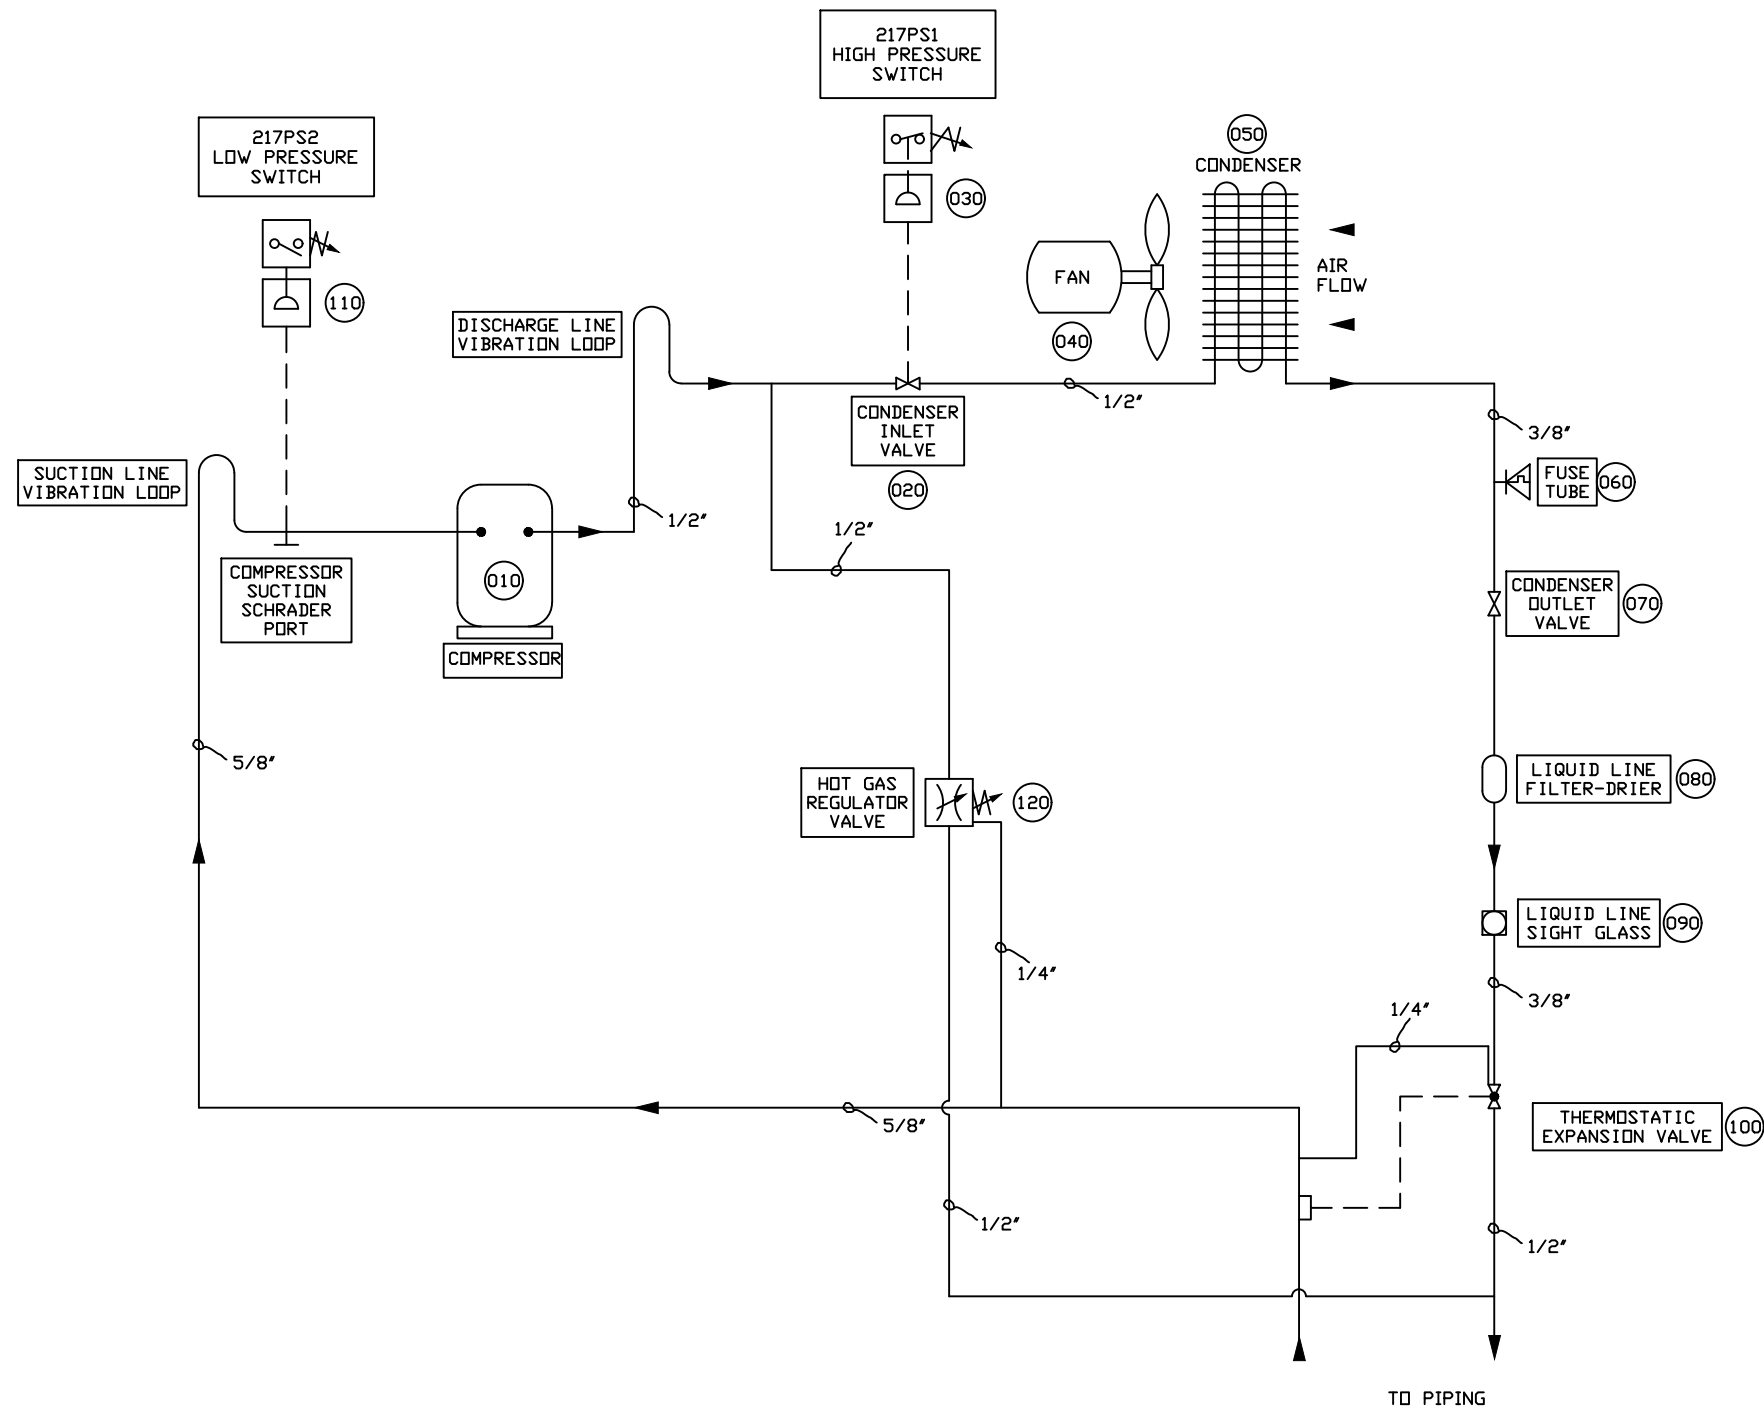 217PS1
HIGH PRESSURE
SWITCH
217PS2
LOW PRESSURE
SWITCH
050
CONDENSER
030
AIR
FLOW
FAN
110
040
DISCHARGE LINE
VIBRATION LOOP
1/2"
CONDENSER
INLET
VALVE
020
3/8"
SUCTION LINE
VIBRATION LOOP
FUSE
TUBE
060
1/2"
1/2"
COMPRESSOR
SUCTION
SCHRADER
PORT
010
COMPRESSOR
CONDENSER
OUTLET
VALVE
070
5/8"
HOT GAS
REGULATOR
VALVE
120
LIQUID LINE
FILTER-DRIER
080
LIQUID LINE
SIGHT GLASS
090
1/4"
3/8"
1/4"
5/8"
THERMOSTATIC
EXPANSION VALVE
100
1/2"
1/2"
TO PIPING